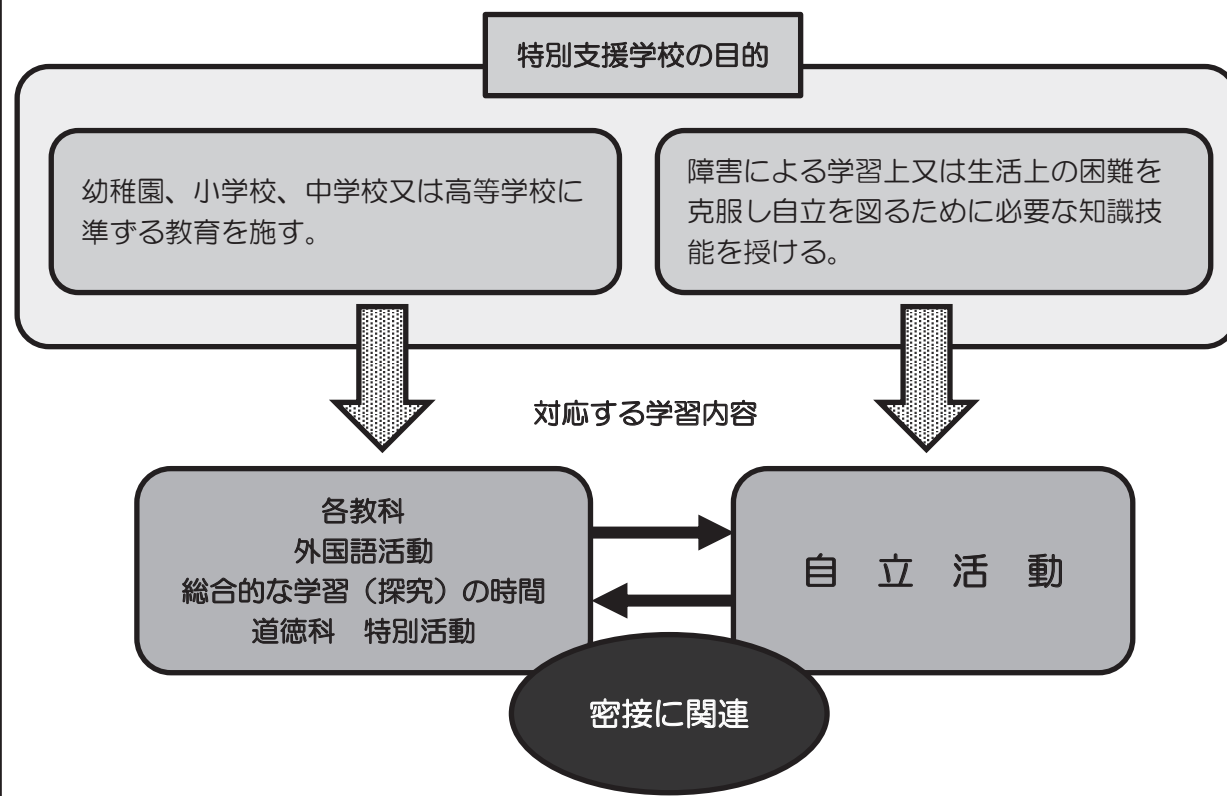 特別支援学校の目的
幼稚園、小学校、中学校又は高等学校に
準ずる教育を施す。
障害による学習上又は生活上の困難を
克服し自立を図るために必要な知識技
能を授ける。
対応する学習内容
各教科
外国語活動
総合的な学習（探究）の時間
道徳科　特別活動
自　立　活　動
密接に関連